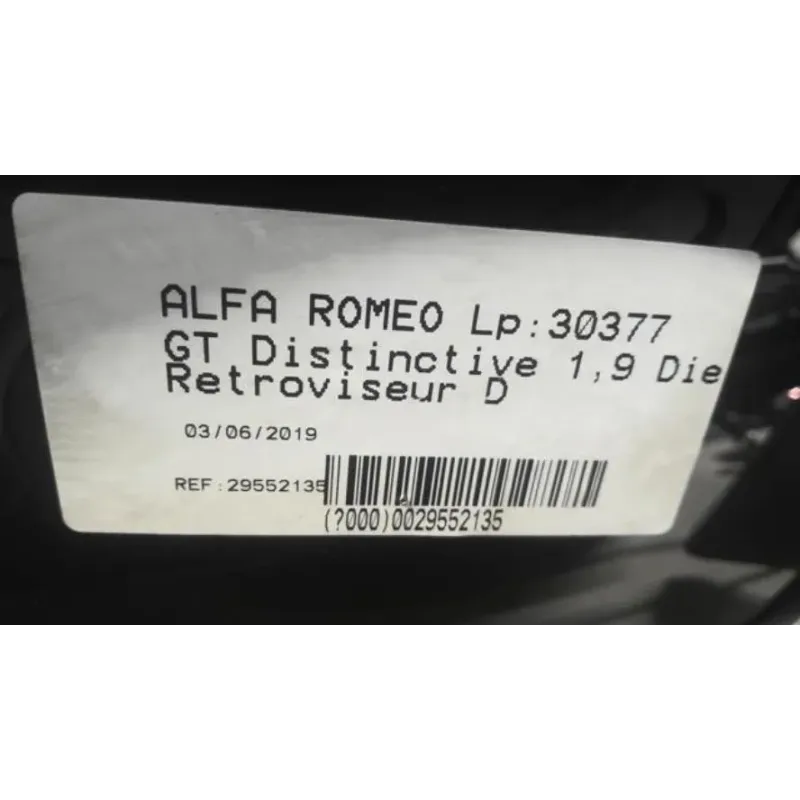 ALFA ROMEO Lp:30377
GT Distinctive 1,9 Die
Retroviseur D
03/06/2019
REF:29552135
(?000)0029552135